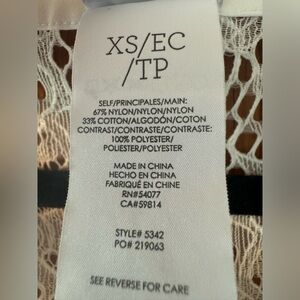 XS/EC
/TP
SELF/PRINCIPALES/MAIN:
67% NYLON/NYLON/NYLON
33% COTTON/ALGODÓN/COTON
CONTRAST/CONTRASTE/CONTRASTE:
100% POLYESTER/
POLIESTER/POLYESTER
MADE IN CHINA
HECHO EN CHINA
FABRIQUÉ EN CHINE
RN#54077
CA#59814
STYLE# 5342
PO# 219063
SEE REVERSE FOR CARE